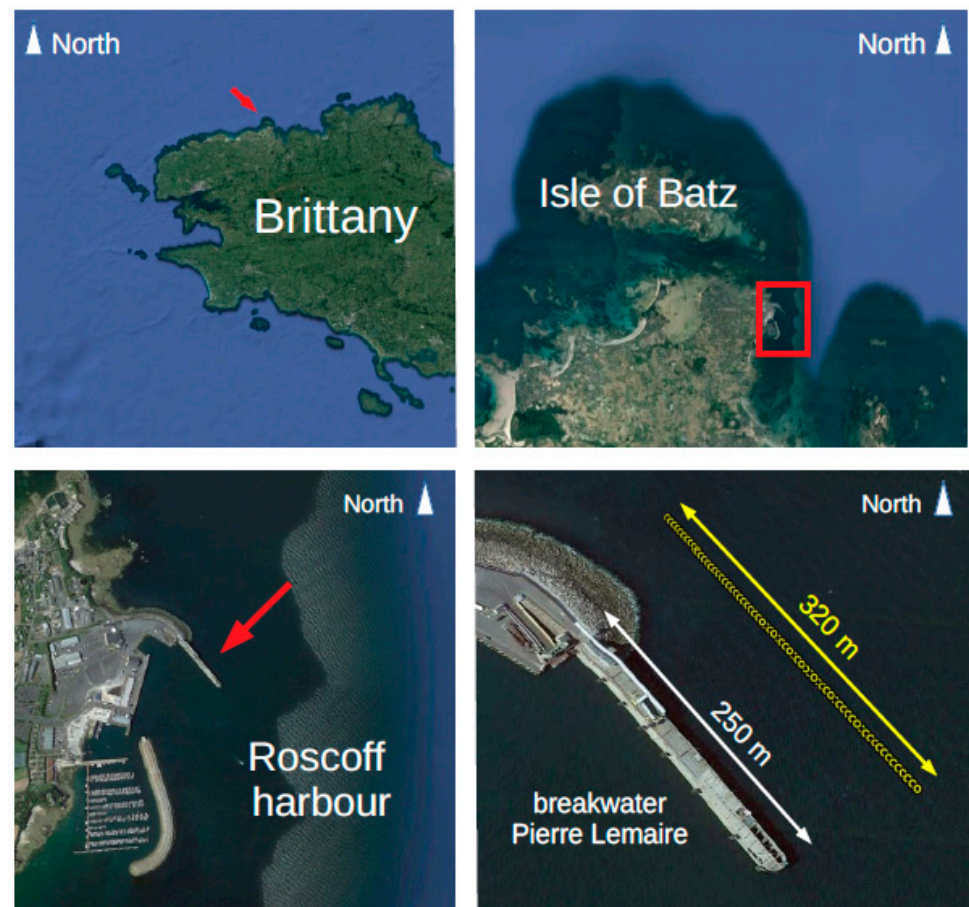 North
Brittany
North
Isle of Batz
North
Roscoff
harbour
North
320 m
250 m
breakwater
Pierre Lemaire